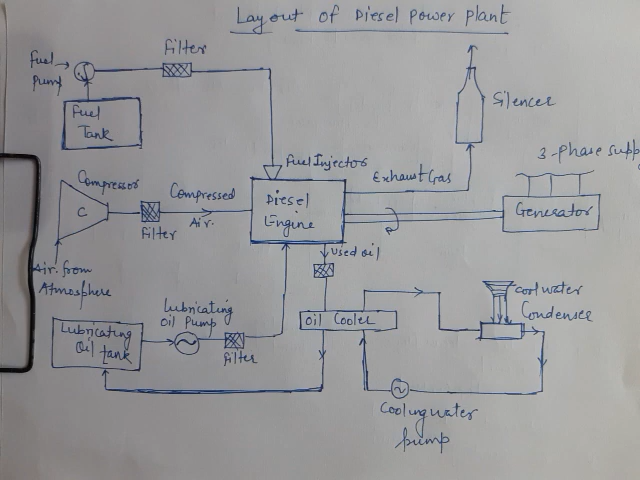 Layout of Diesel power plant
Filter
Fuel
pump
Fuel
Tank
Silencer
Fuel Injector
3-phase supp
Exhaust Gas
Compressor
C
Compressed
Air.
Filter
Diesel
Engine
Generator
Air from
Atmosphere
Used oil
Lubricating
Oil Pump
Lubricating
Oil tank
Filter
Oil Cooler
cool water
Condenser
Cooling water
pump